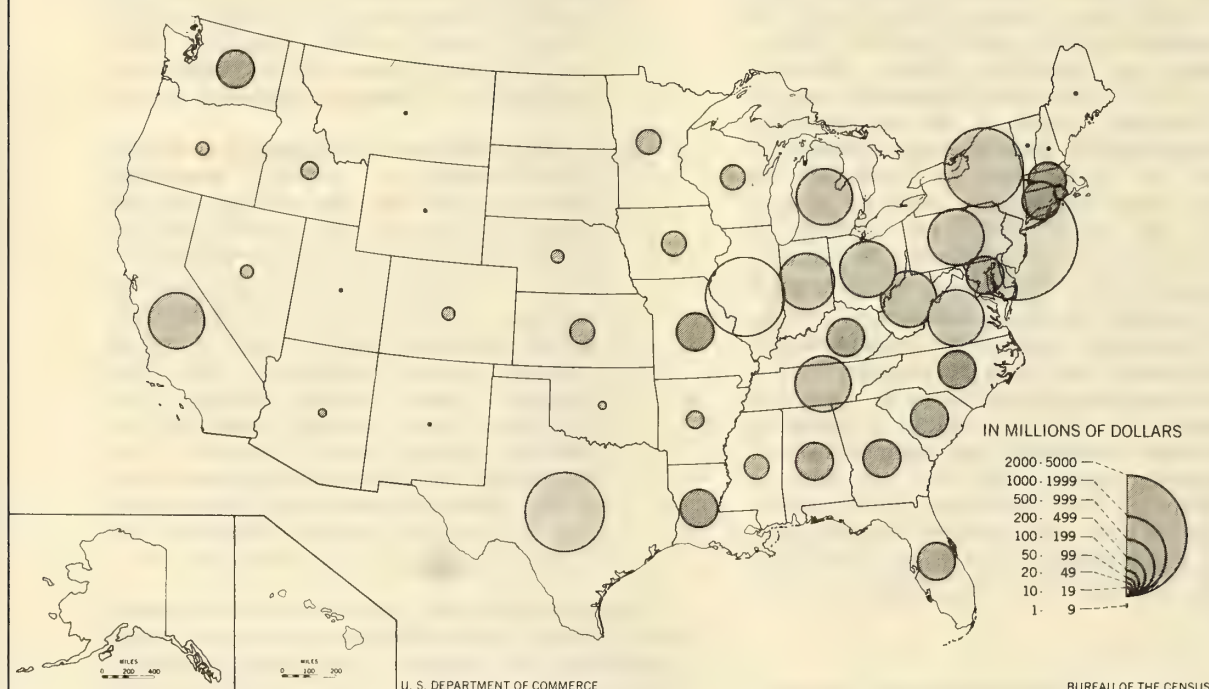 IN MILLIONS OF DOLLARS
2000 - 5000
1000 - 1999
500 - 999
200 - 499
100 - 199
50 - 99
20 - 49
10 - 19
1 - 9
MILES
0 200 400
MILES
0 100 200
U. S. DEPARTMENT OF COMMERCE
BUREAU OF THE CENSUS